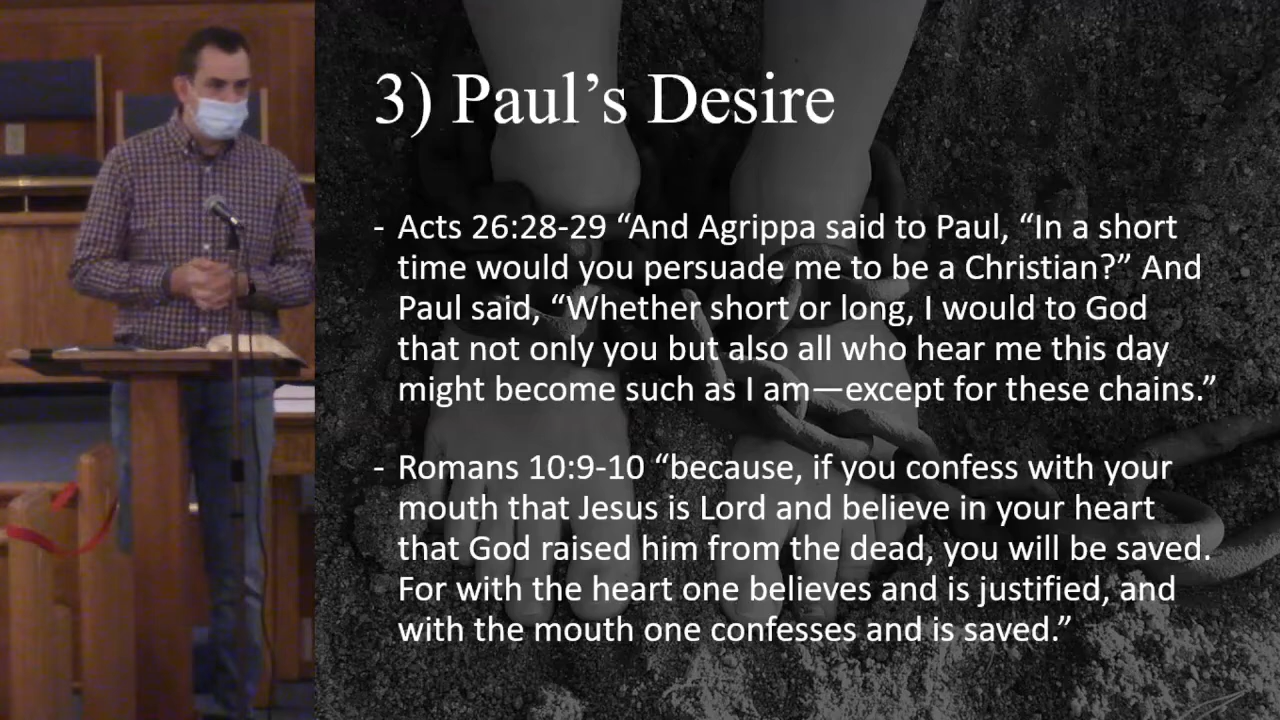 3) Paul’s Desire
- Acts 26:28-29 “And Agrippa said to Paul, “In a short
time would you persuade me to be a Christian?” And
Paul said, “Whether short or long, I would to God
that not only you but also all who hear me this day
might become such as I am—except for these chains.”
- Romans 10:9-10 “because, if you confess with your
mouth that Jesus is Lord and believe in your heart
that God raised him from the dead, you will be saved.
For with the heart one believes and is justified, and
with the mouth one confesses and is saved.”